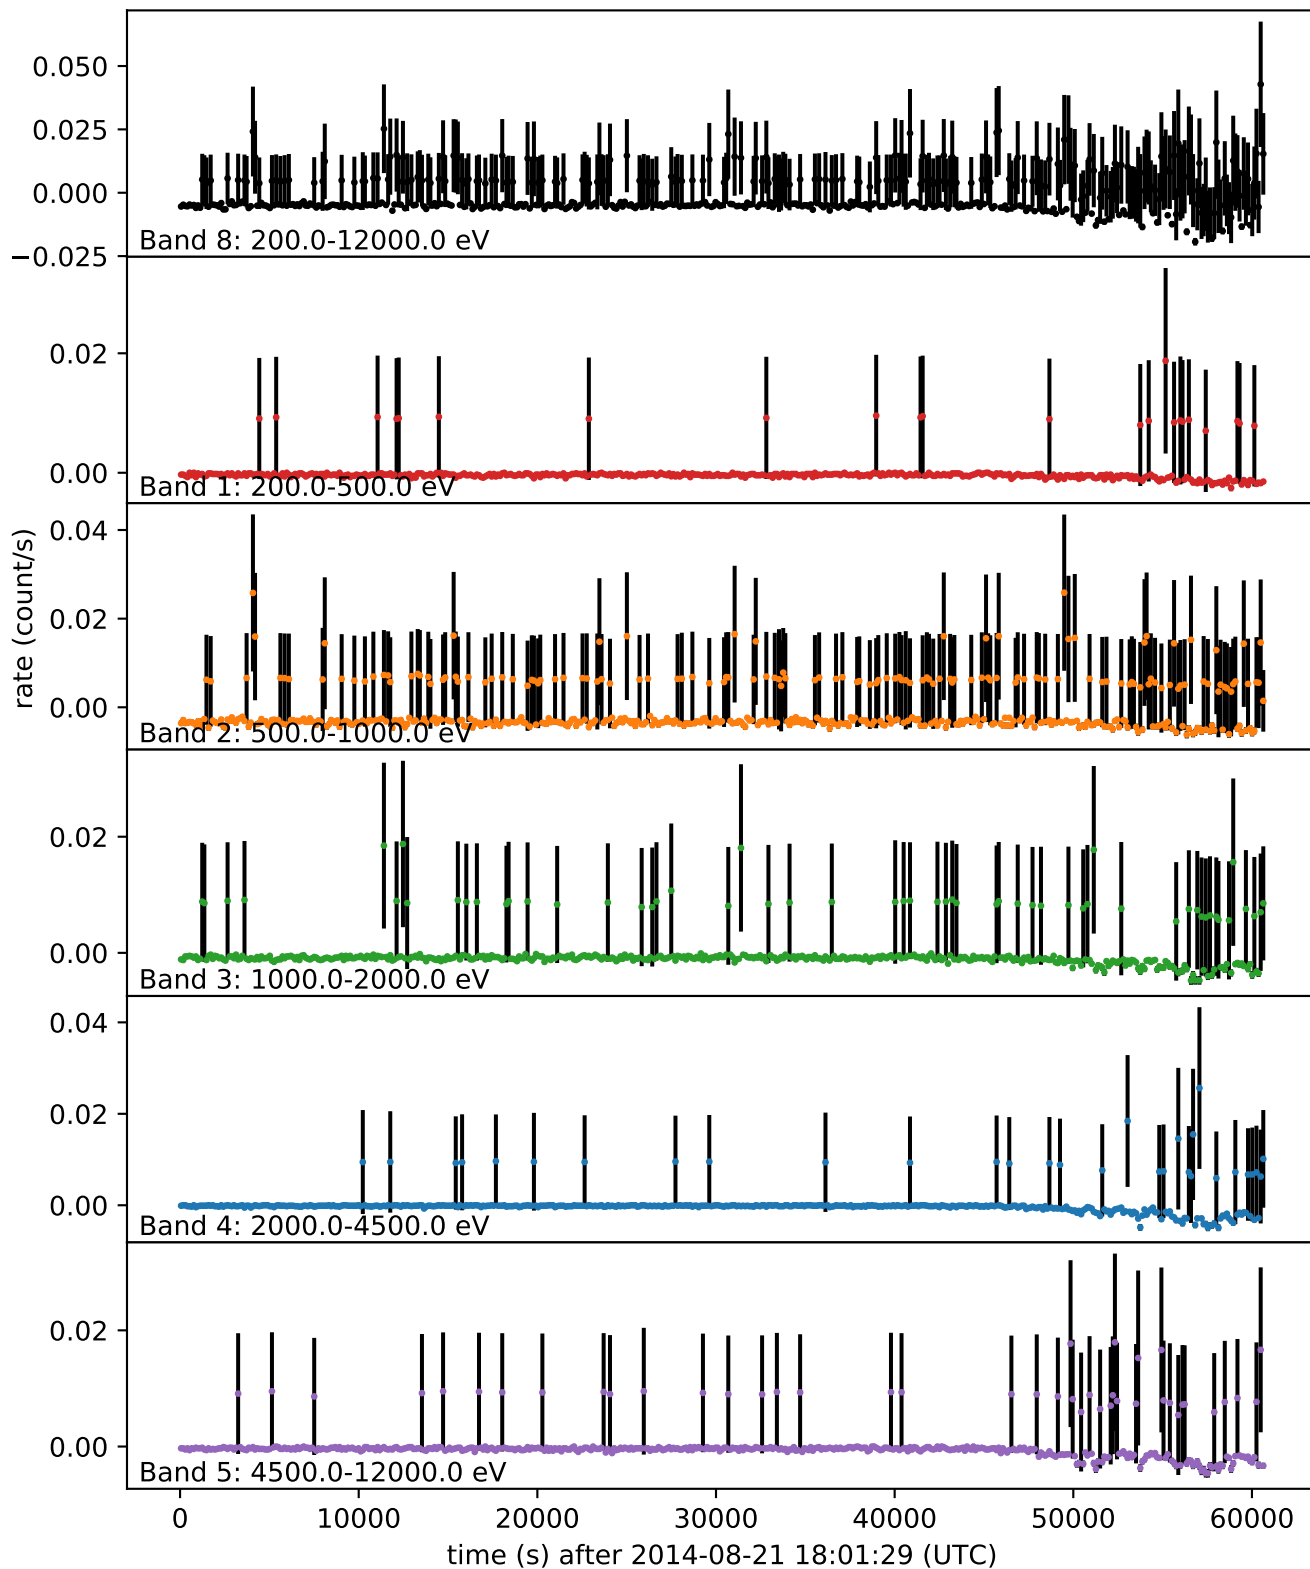 0.050
0.025
0.000
−0.025
Band 8: 200.0-12000.0 eV
0.02
0.00
Band 1: 200.0-500.0 eV
rate (count/s)
0.04
0.02
0.00
Band 2: 500.0-1000.0 eV
0.02
0.00
Band 3: 1000.0-2000.0 eV
0.04
0.02
0.00
Band 4: 2000.0-4500.0 eV
0.02
0.00
Band 5: 4500.0-12000.0 eV
0 10000 20000 30000 40000 50000 60000
time (s) after 2014-08-21 18:01:29 (UTC)